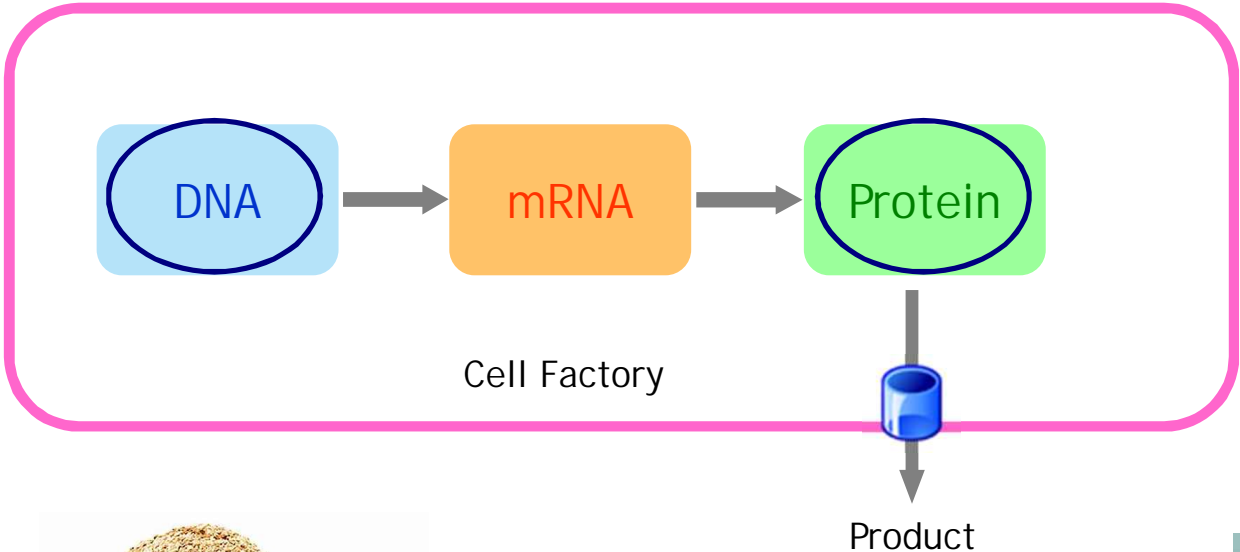 DNA
mRNA
Protein
Cell Factory
Product